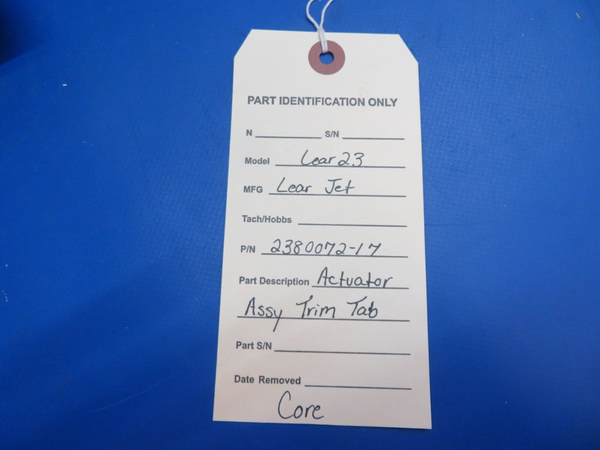 PART IDENTIFICATION ONLY
N S/N
Model Lear 23
MFG Lear Jet
Tach/Hobbs
P/N 2380072-17
Part Description Actuator
Assy Trim Tab
Part S/N
Date Removed
Core